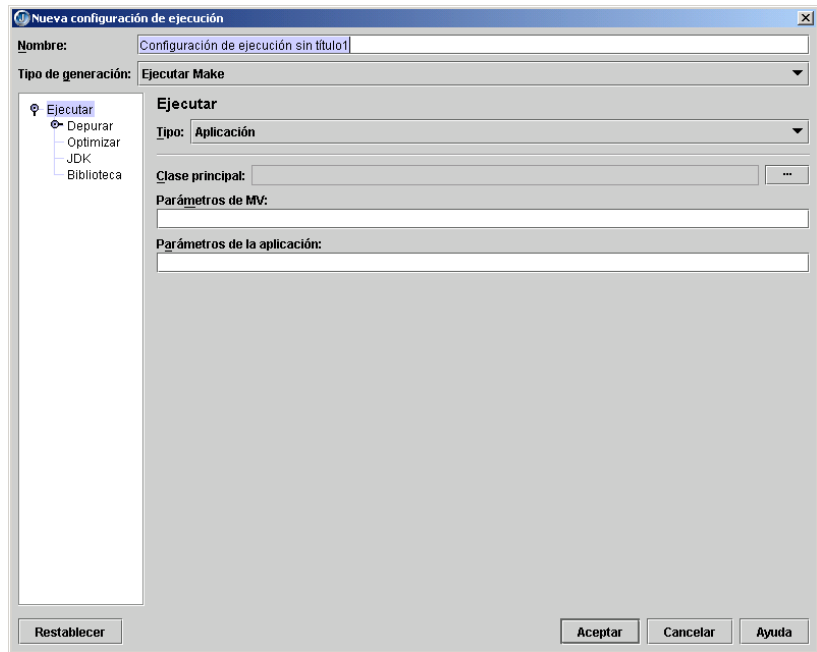 Nueva configuración de ejecución
Nombre: Configuración de ejecución sin título1
Tipo de generación: Ejecutar Make
Ejecutar
Depurar
Optimizar
JDK
Biblioteca
Ejecutar
Tipo: Aplicación
Clase principal: ...
Parámetros de MV:
Parámetros de la aplicación:
Restablecer Aceptar Cancelar Ayuda